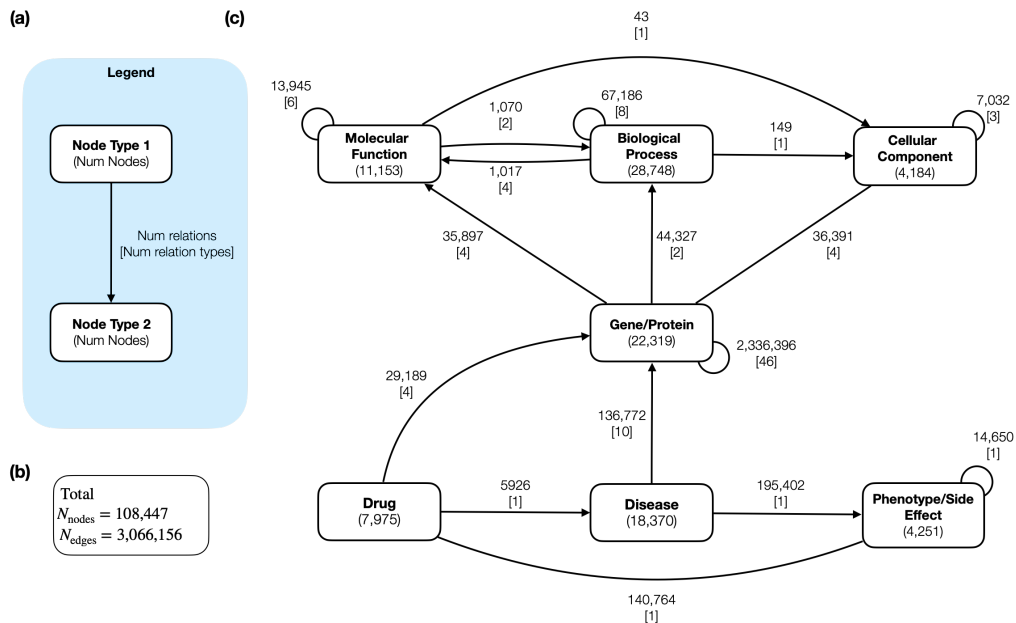 (a)
Legend
Node Type 1
(Num Nodes)
Num relations
[Num relation types]
Node Type 2
(Num Nodes)
(b)
Total
N_nodes = 108,447
N_edges = 3,066,156
(c)
43
[1]
13,945
[6]
1,070
[2]
67,186
[8]
149
[1]
7,032
[3]
Molecular
Function
(11,153)
Biological
Process
(28,748)
Cellular
Component
(4,184)
1,017
[4]
35,897
[4]
44,327
[2]
36,391
[4]
Gene/Protein
(22,319)
2,336,396
[46]
29,189
[4]
136,772
[10]
14,650
[1]
Drug
(7,975)
5926
[1]
Disease
(18,370)
195,402
[1]
Phenotype/Side
Effect
(4,251)
140,764
[1]